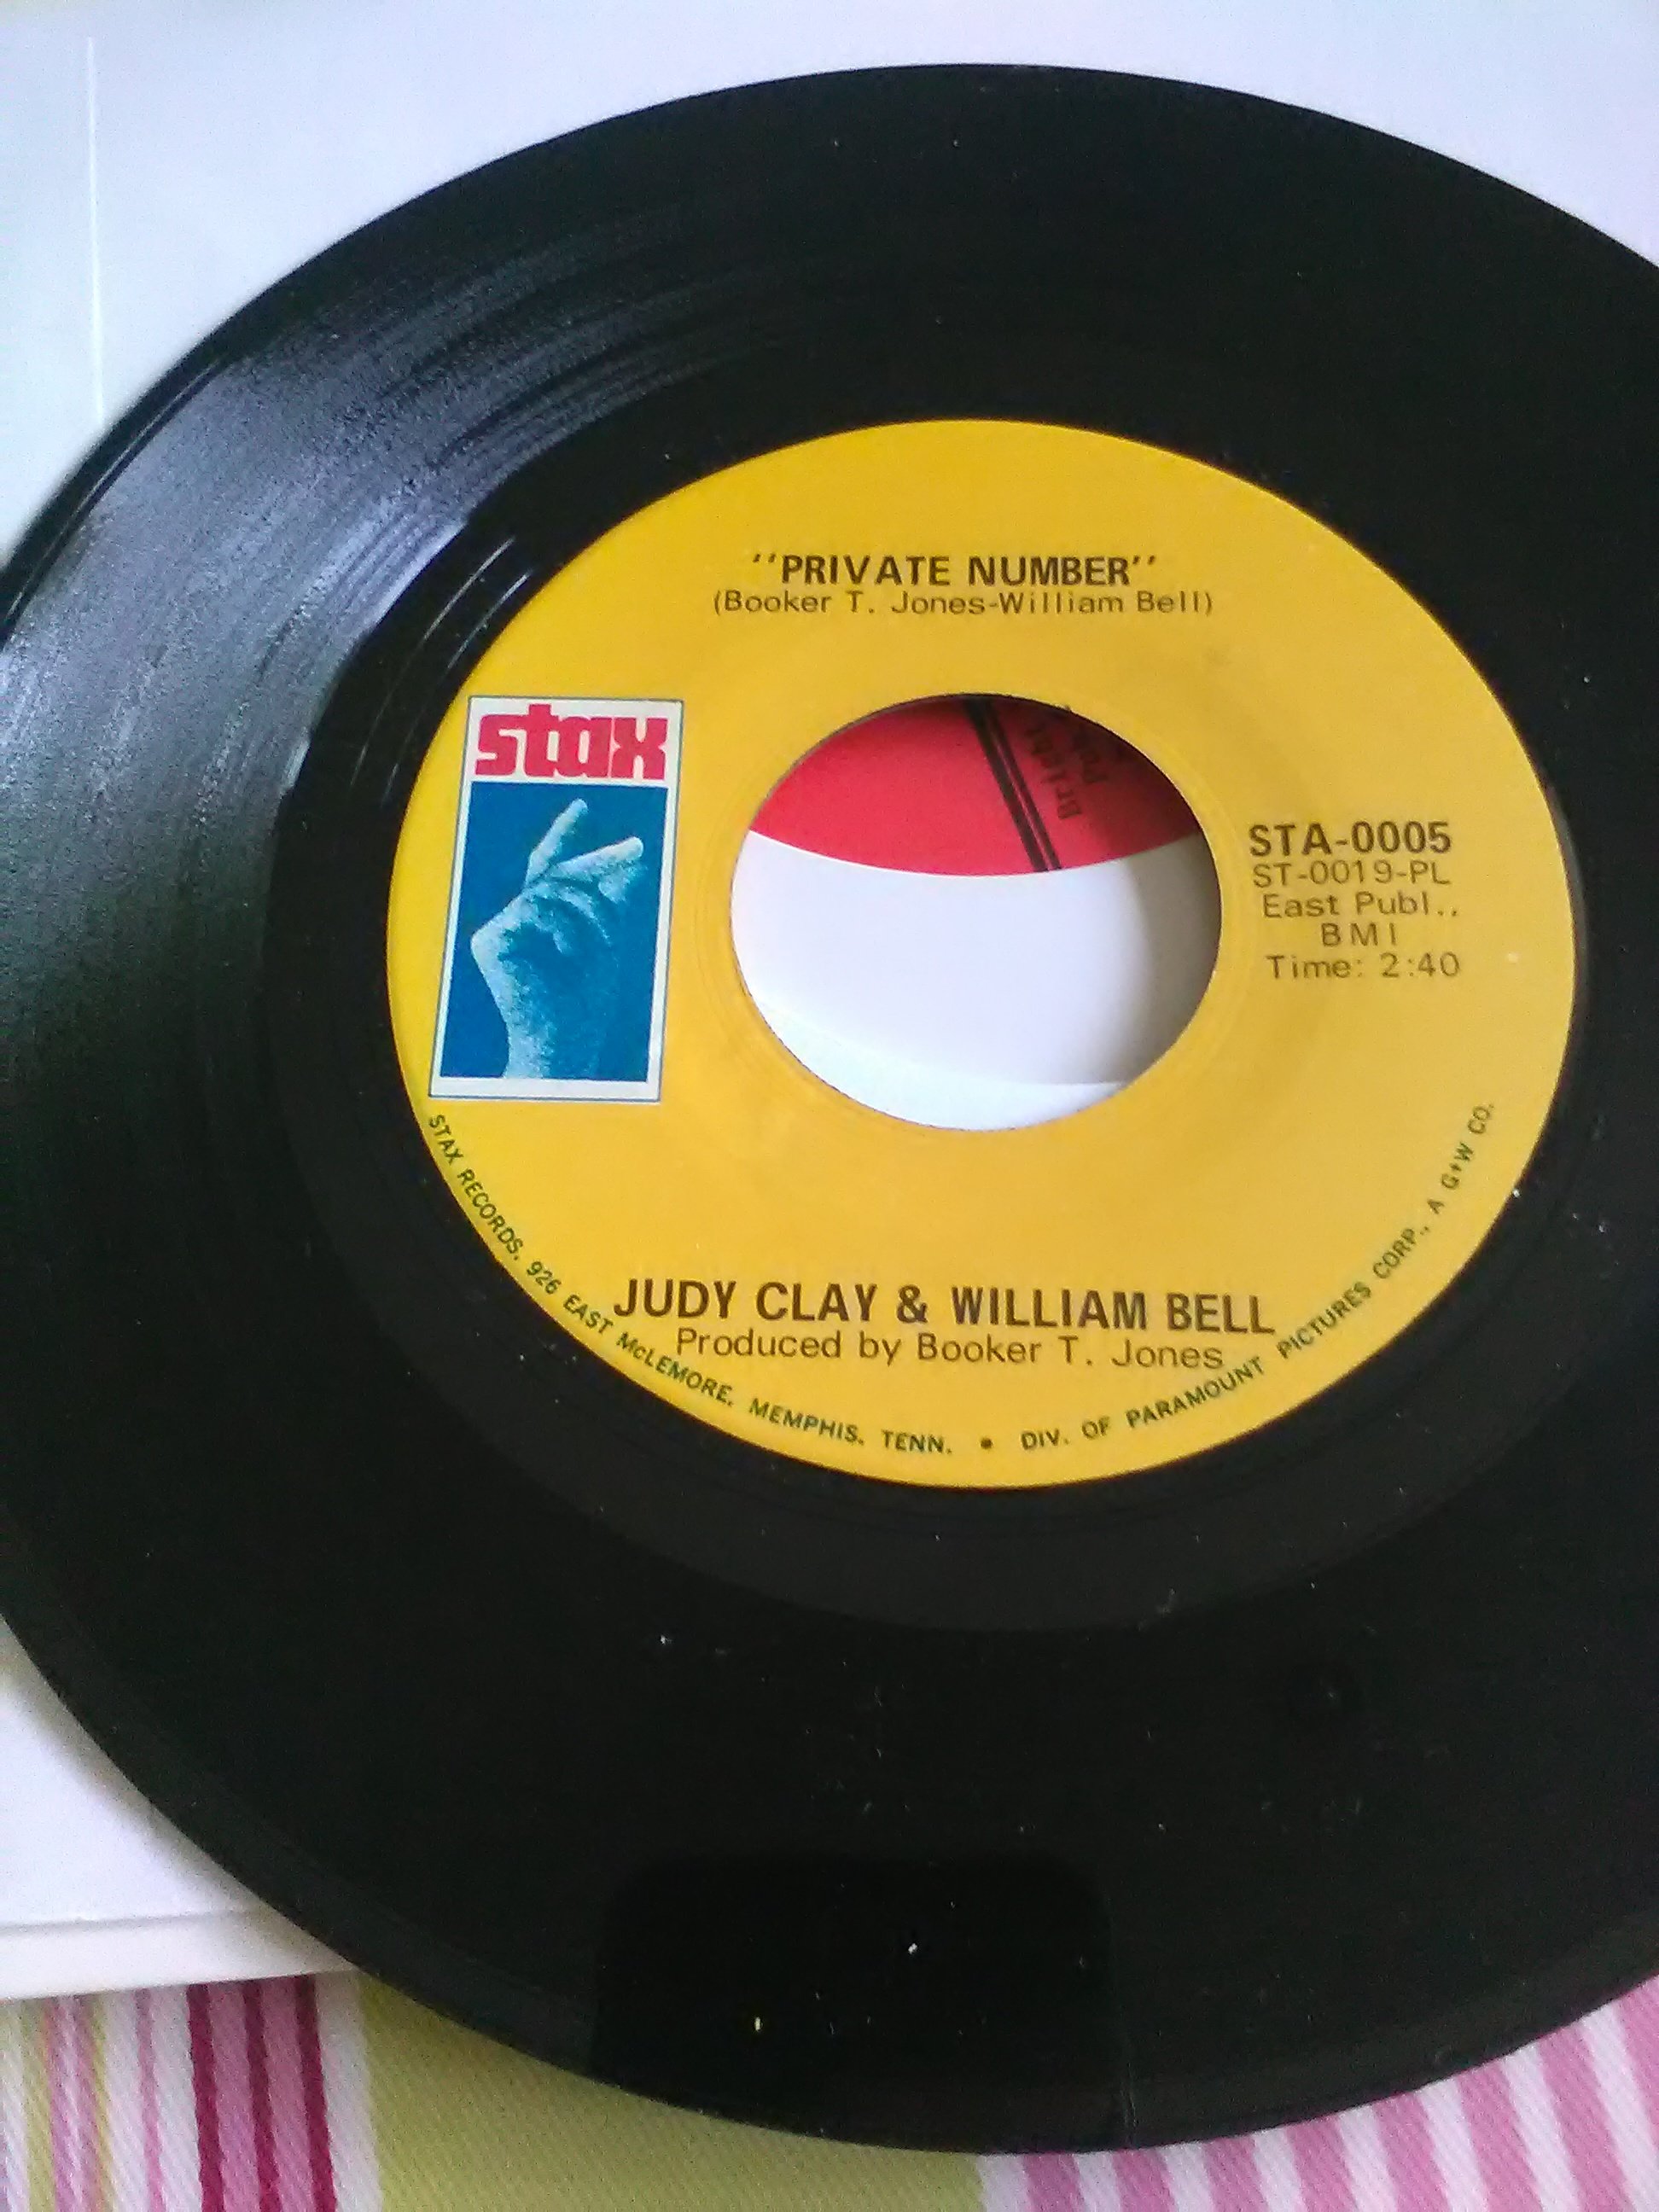 "PRIVATE NUMBER"
(Booker T. Jones-William Bell)
stax
STA-0005
ST-0019-PL
East Publ..
BMI
Time: 2:40
JUDY CLAY & WILLIAM BELL
Produced by Booker T. Jones
STAX RECORDS, 926 EAST McLEMORE, MEMPHIS, TENN. • DIV. OF PARAMOUNT PICTURES CORP., A G+W CO.